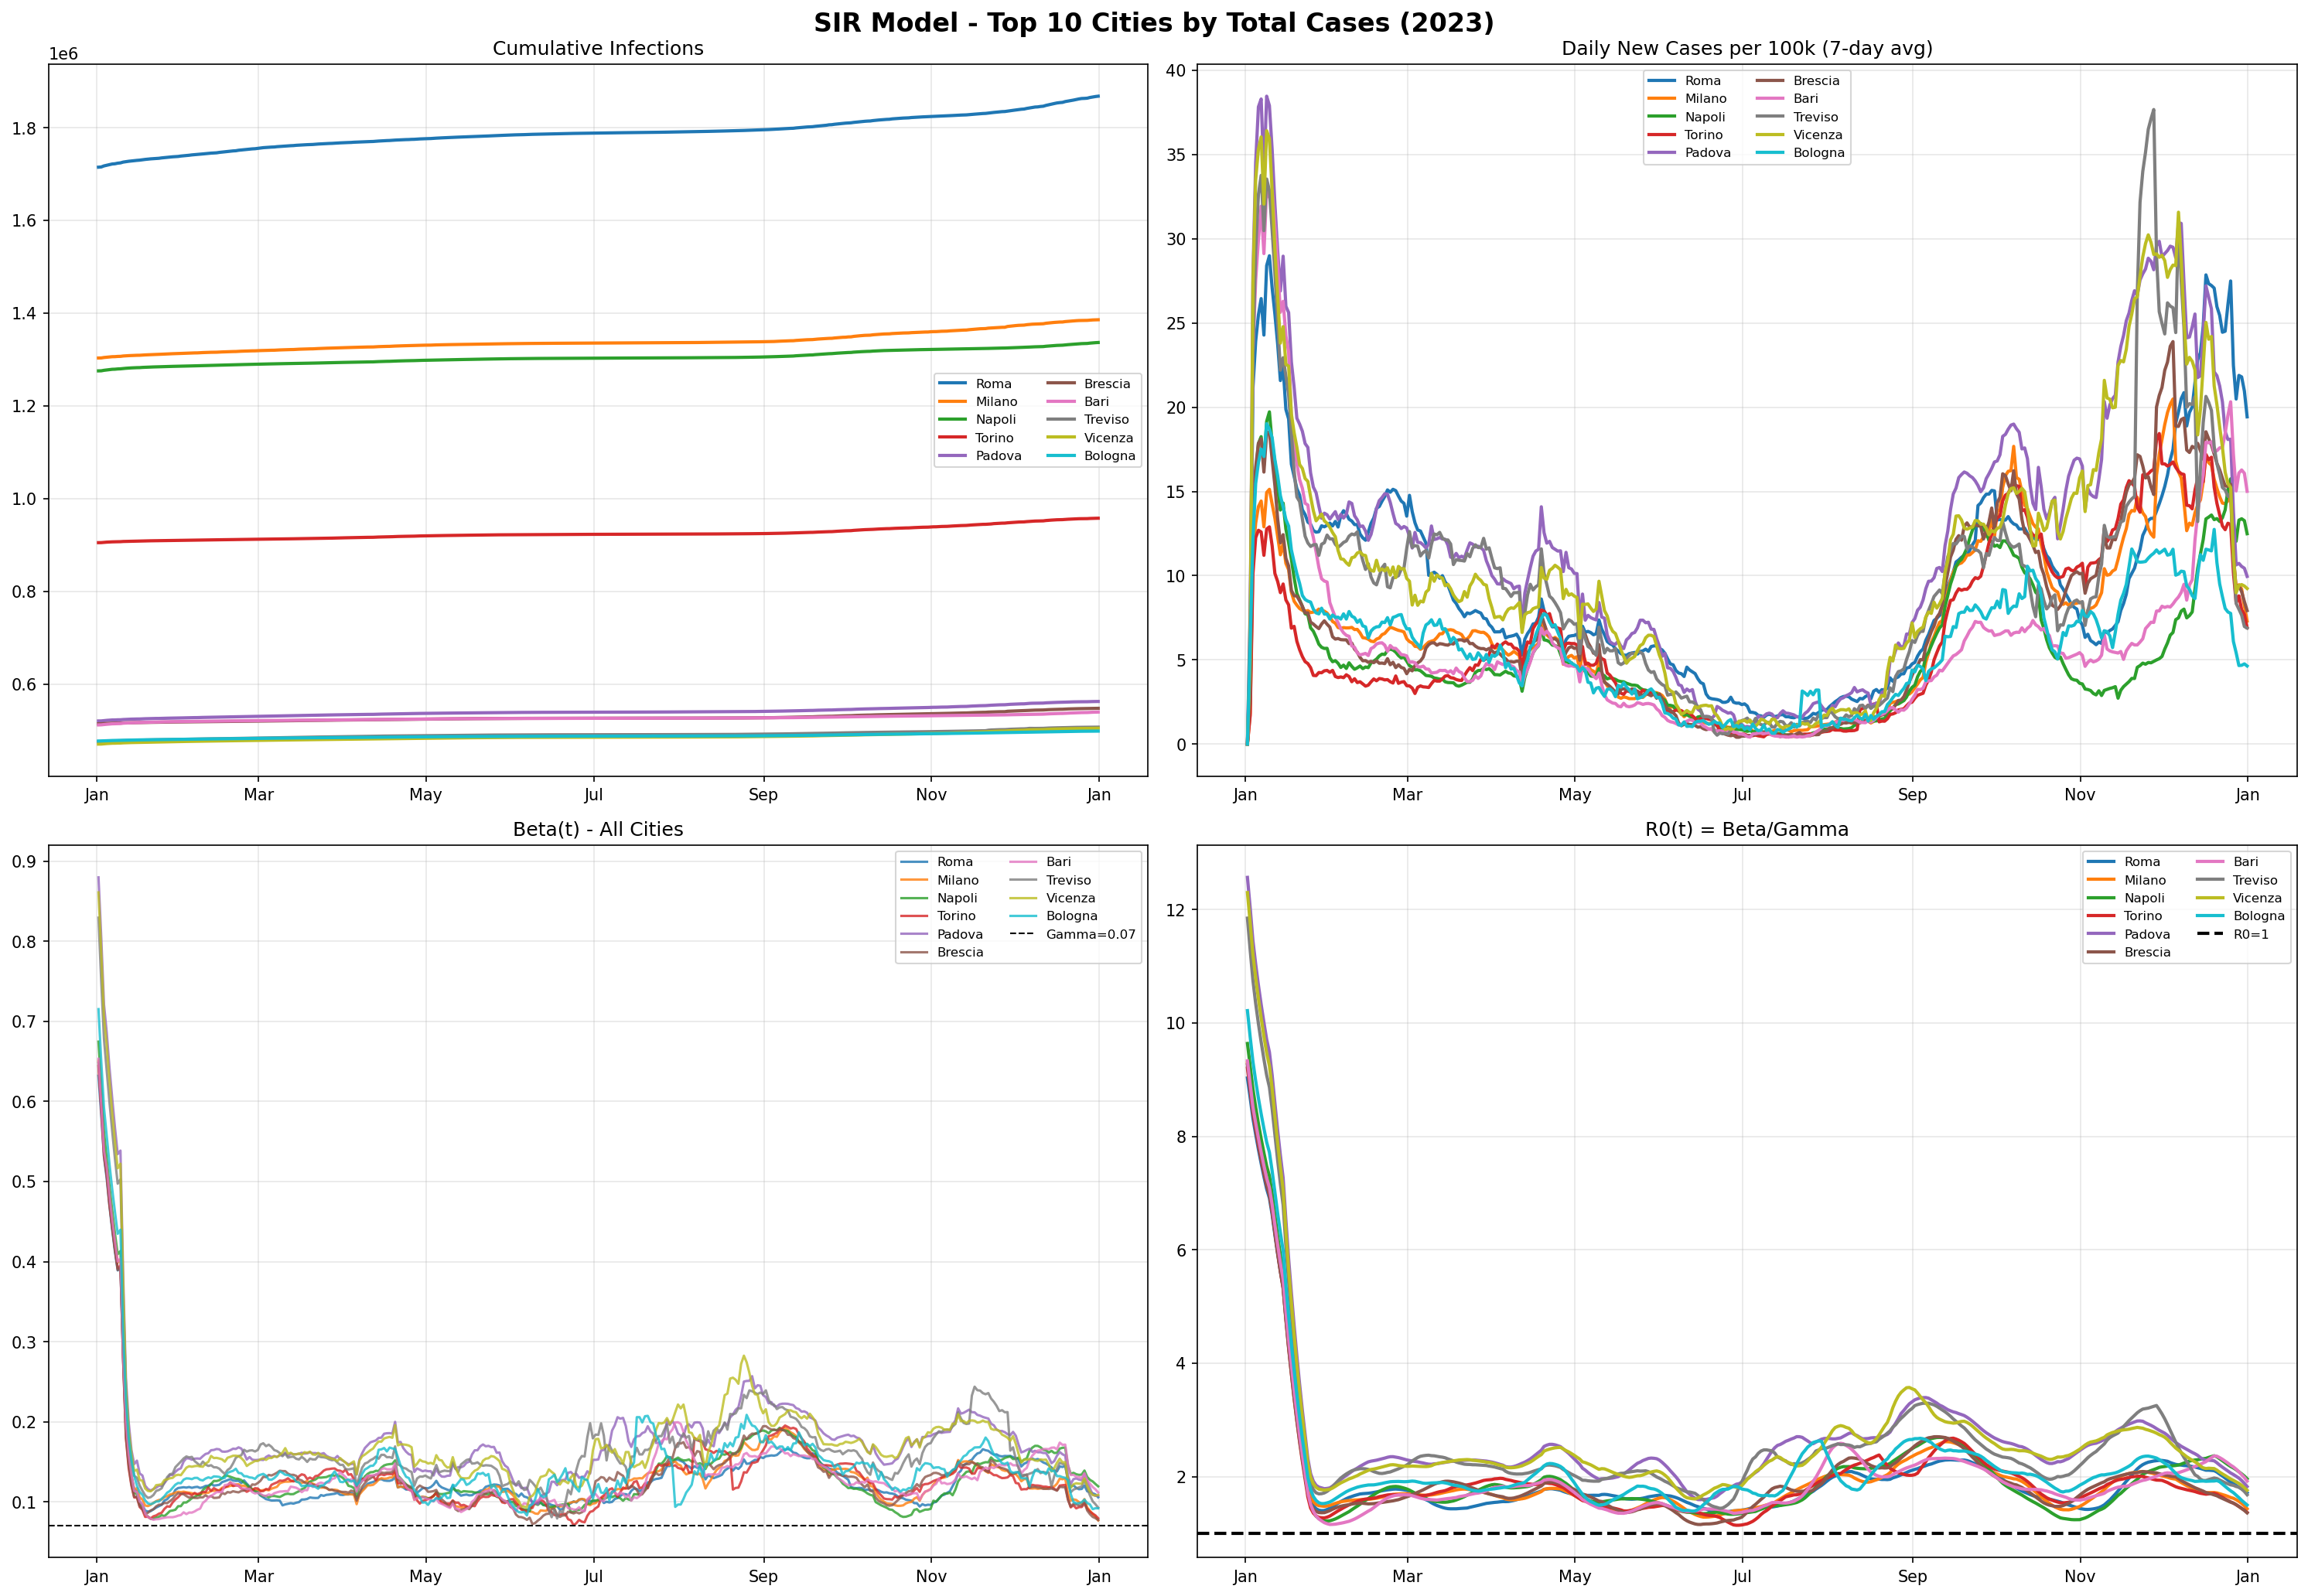 SIR Model - Top 10 Cities by Total Cases (2023)
Cumulative Infections
1e6
1.8
1.6
1.4
1.2
1.0
0.8
0.6
Jan Mar May Jul Sep Nov Jan
Roma Brescia
Milano Bari
Napoli Treviso
Torino Vicenza
Padova Bologna
Daily New Cases per 100k (7-day avg)
40
35
30
25
20
15
10
5
0
Jan Mar May Jul Sep Nov Jan
Roma Brescia
Milano Bari
Napoli Treviso
Torino Vicenza
Padova Bologna
Beta(t) - All Cities
0.9
0.8
0.7
0.6
0.5
0.4
0.3
0.2
0.1
Jan Mar May Jul Sep Nov Jan
Roma Bari
Milano Treviso
Napoli Vicenza
Torino Bologna
Padova Gamma=0.07
Brescia
R0(t) = Beta/Gamma
12
10
8
6
4
2
Jan Mar May Jul Sep Nov Jan
Roma Bari
Milano Treviso
Napoli Vicenza
Torino Bologna
Padova R0=1
Brescia